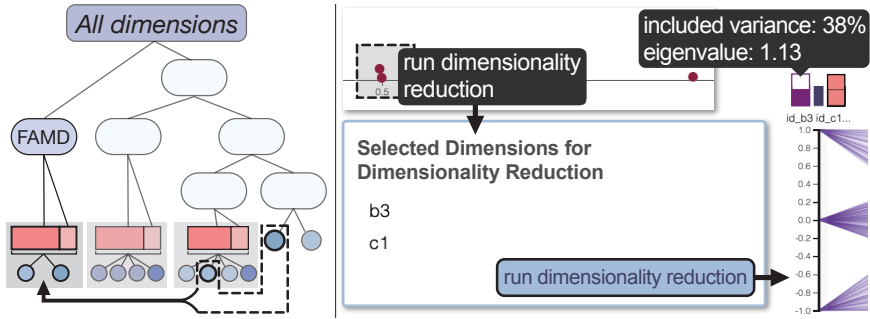 All dimensions
FAMD
included variance: 38%
eigenvalue: 1.13
run dimensionality
reduction
0.5
id_b3 id_c1...
Selected Dimensions for
Dimensionality Reduction
b3
c1
run dimensionality reduction
1.0
0.8
0.6
0.4
0.2
0.0
-0.2
-0.4
-0.6
-0.8
-1.0